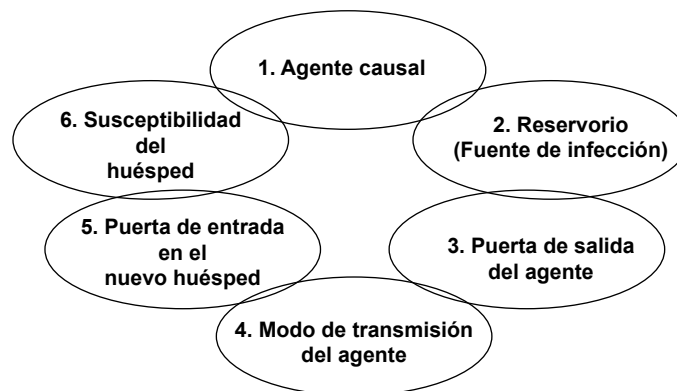 1. Agente causal
2. Reservorio
(Fuente de infección)
3. Puerta de salida
del agente
4. Modo de transmisión
del agente
5. Puerta de entrada
en el
nuevo huésped
6. Susceptibilidad
del
huésped